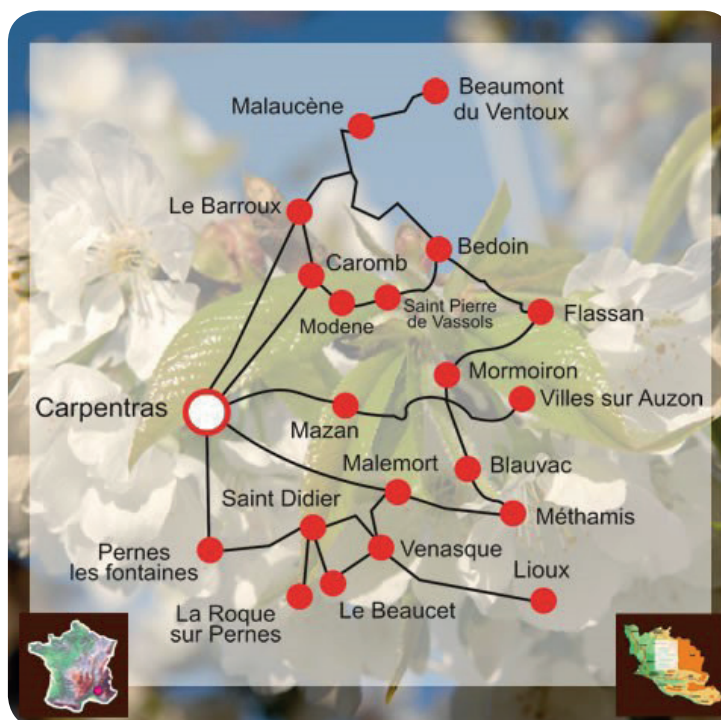 Beaumont
du Ventoux
Malaucène
Le Barroux
Bedoin
Caromb
Saint Pierre
de Vassols
Modene
Flassan
Mormoiron
Carpentras
Villes sur Auzon
Mazan
Malemort
Blauvac
Saint Didier
Méthamis
Pernes
les fontaines
Venasque
Lioux
La Roque
sur Pernes
Le Beaucet